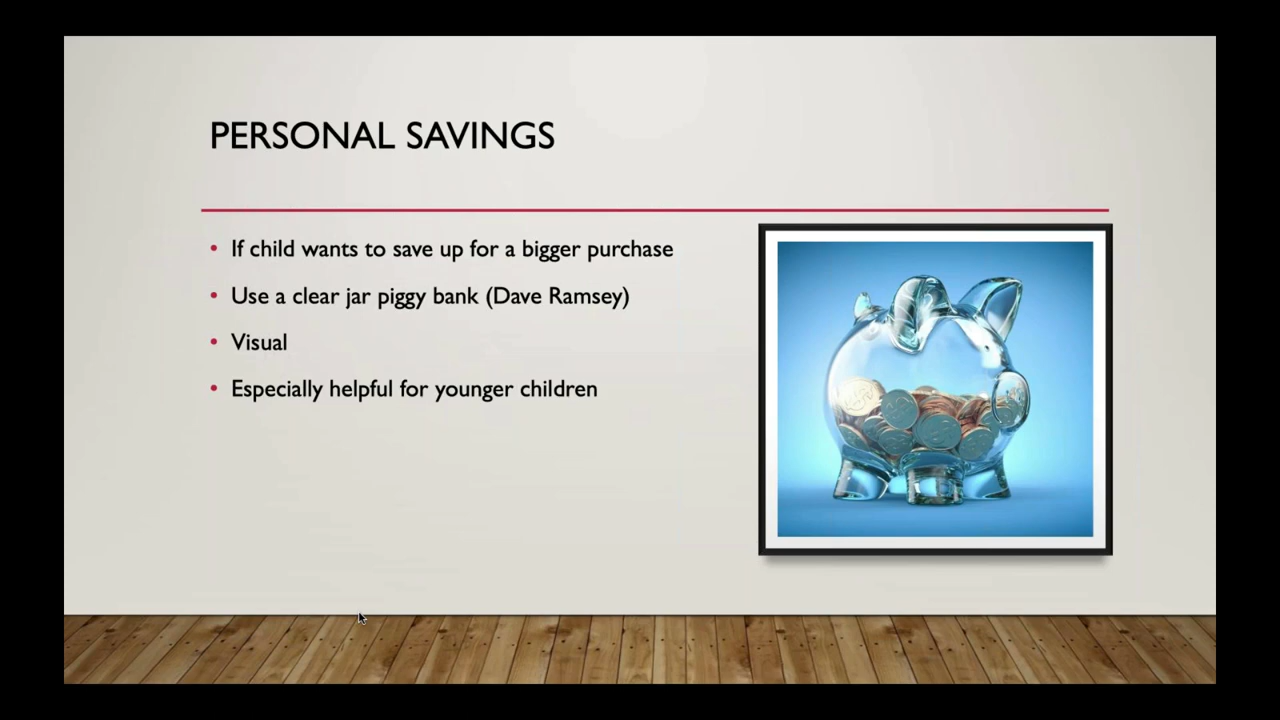 PERSONAL SAVINGS
• If child wants to save up for a bigger purchase
• Use a clear jar piggy bank (Dave Ramsey)
• Visual
• Especially helpful for younger children